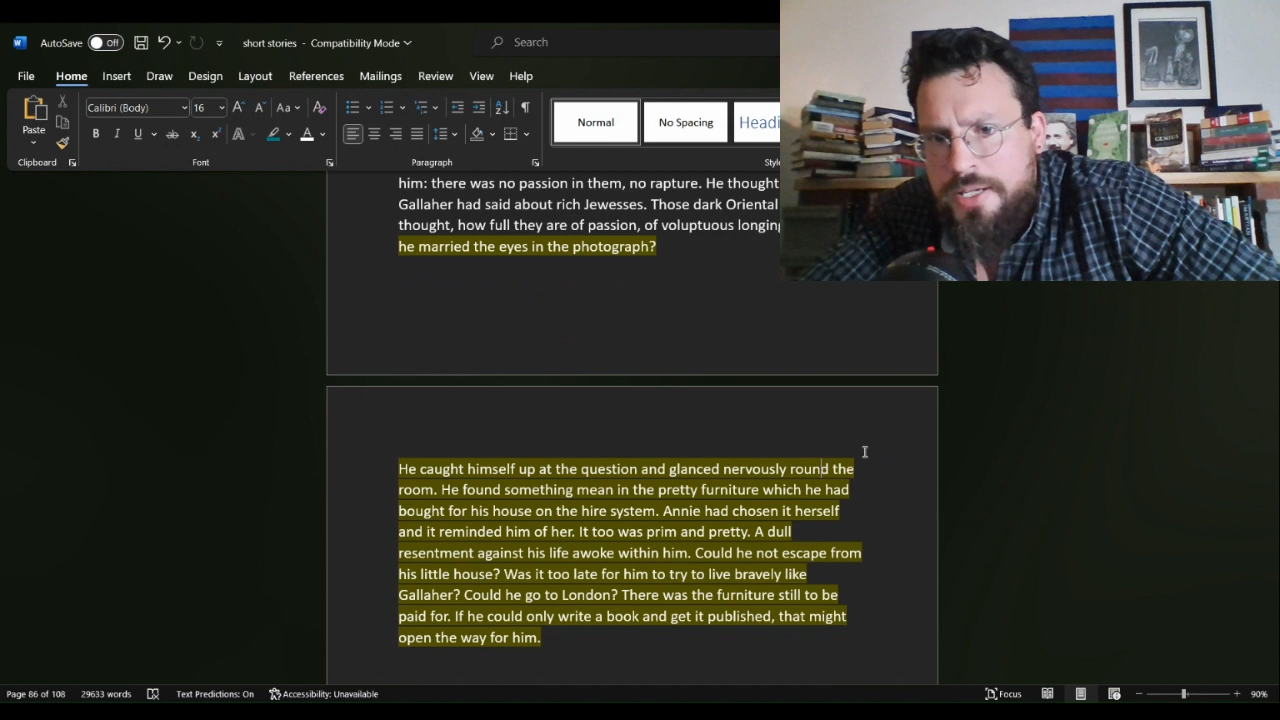 AutoSave Off short stories - Compatibility Mode Search
File Home Insert Draw Design Layout References Mailings Review View Help
Paste Calibri (Body) 16 Aa Normal No Spacing Headi
B I U ab x₂ x² A A
Clipboard Font Paragraph Style
him: there was no passion in them, no rapture. He thought
Gallaher had said about rich Jewesses. Those dark Oriental
thought, how full they are of passion, of voluptuous longing
he married the eyes in the photograph?
He caught himself up at the question and glanced nervously round the
room. He found something mean in the pretty furniture which he had
bought for his house on the hire system. Annie had chosen it herself
and it reminded him of her. It too was prim and pretty. A dull
resentment against his life awoke within him. Could he not escape from
his little house? Was it too late for him to try to live bravely like
Gallaher? Could he go to London? There was the furniture still to be
paid for. If he could only write a book and get it published, that might
open the way for him.
Page 86 of 108 29633 words Text Predictions: On Accessibility: Unavailable Focus 90%
GENIUS